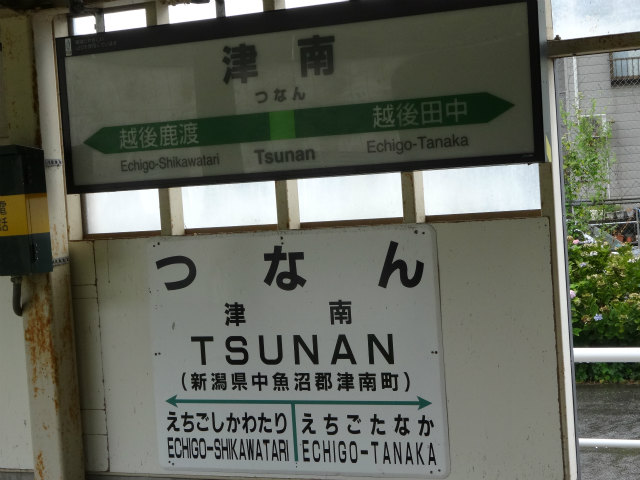 津南
つなん
越後鹿渡 越後田中
Echigo-Shikawatari Tsunan Echigo-Tanaka
電話
つなん
津南
TSUNAN
(新潟県中魚沼郡津南町)
えちごしかわたり えちごたなか
ECHIGO-SHIKAWATARI ECHIGO-TANAKA